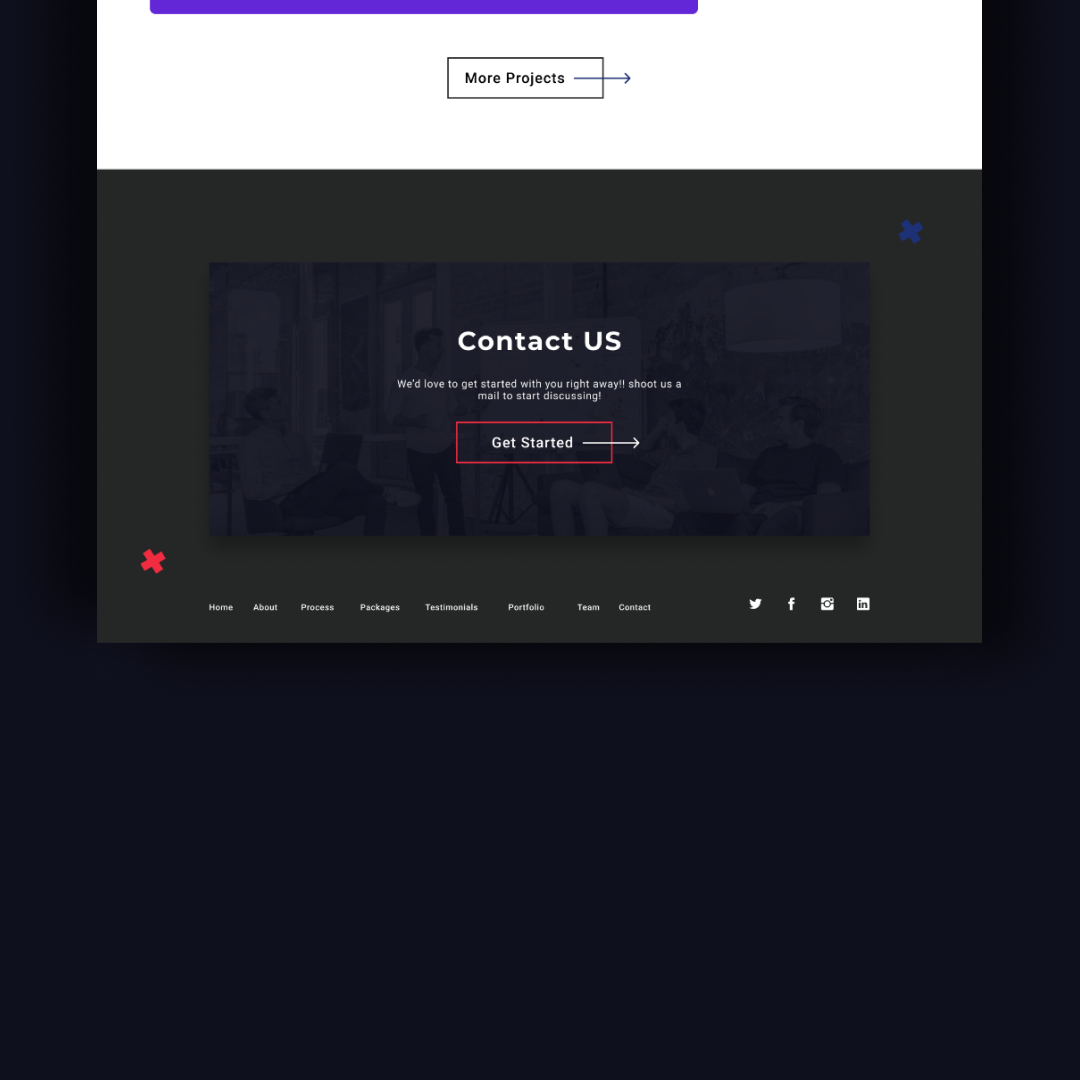 More Projects
Contact US
We'd love to get started with you right away!! shoot us a
mail to start discussing!
Get Started
Home About Process Packages Testimonials Portfolio Team Contact